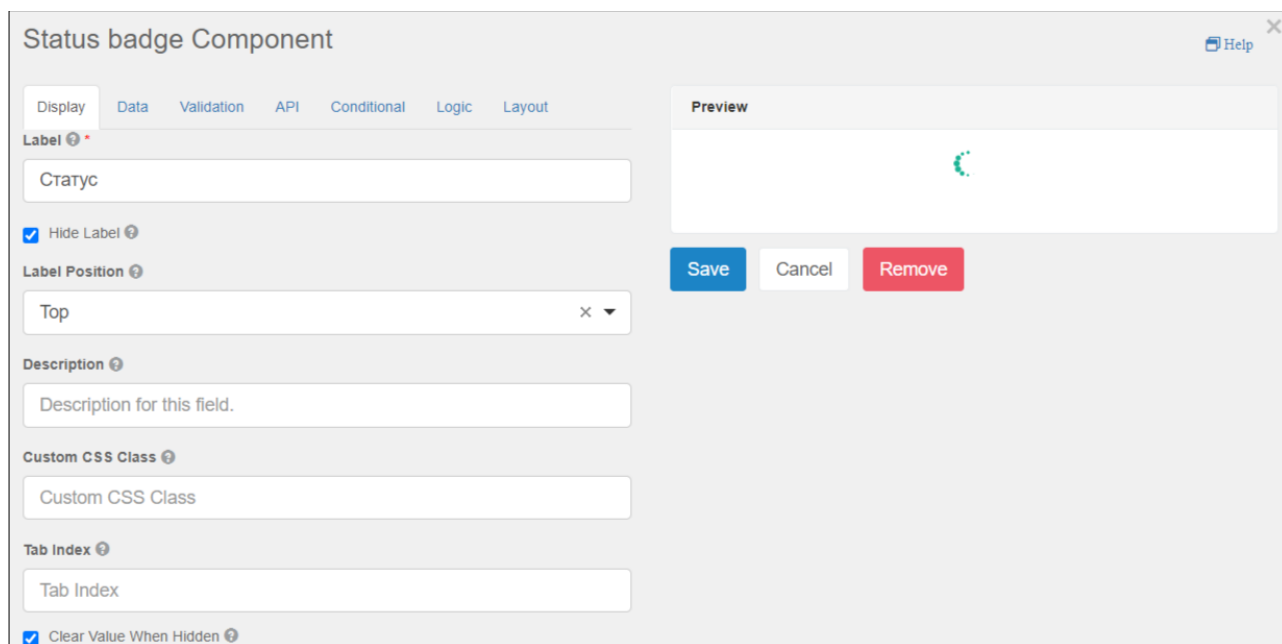 Status badge Component
Help
Display Data Validation API Conditional Logic Layout
Label *
Статус
Hide Label
Label Position
Top
Description
Description for this field.
Custom CSS Class
Custom CSS Class
Tab Index
Tab Index
Clear Value When Hidden
Preview
Save Cancel Remove